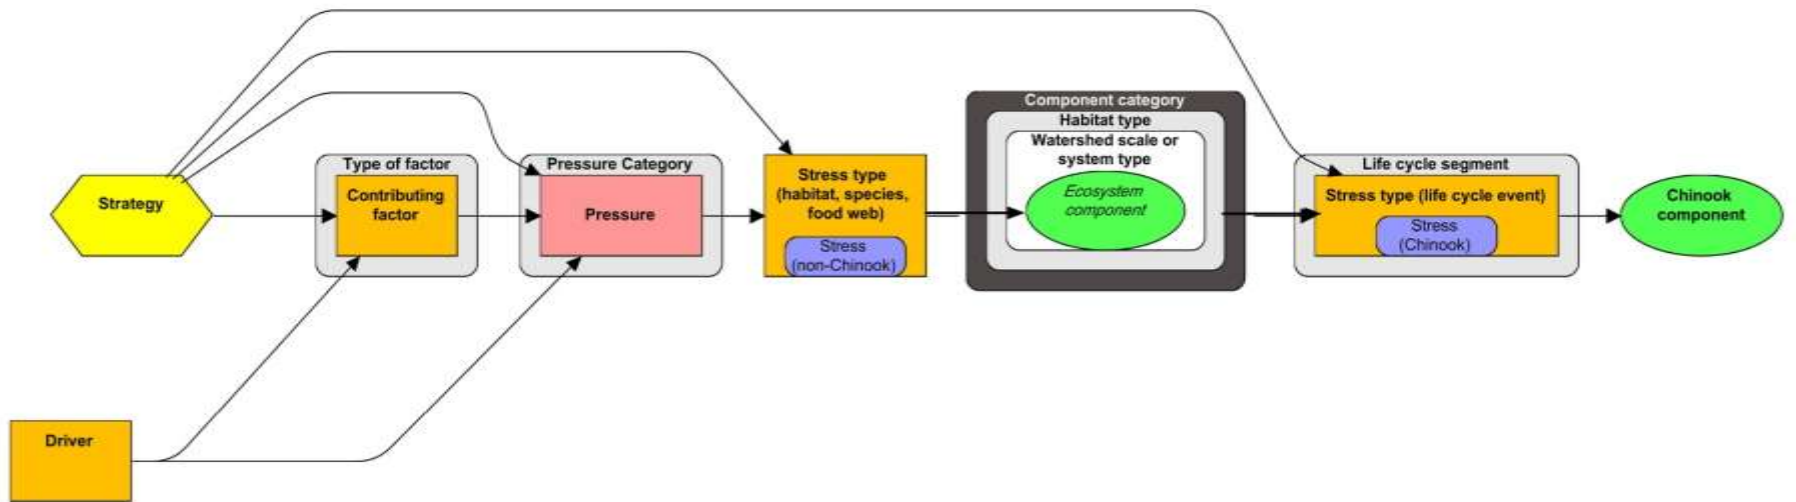 Strategy
Type of factor
Contributing
factor
Pressure Category
Pressure
Stress type
(habitat, species,
food web)
Stress
(non-Chinook)
Component category
Habitat type
Watershed scale or
system type
Ecosystem
component
Life cycle segment
Stress type (life cycle event)
Stress
(Chinook)
Chinook
component
Driver